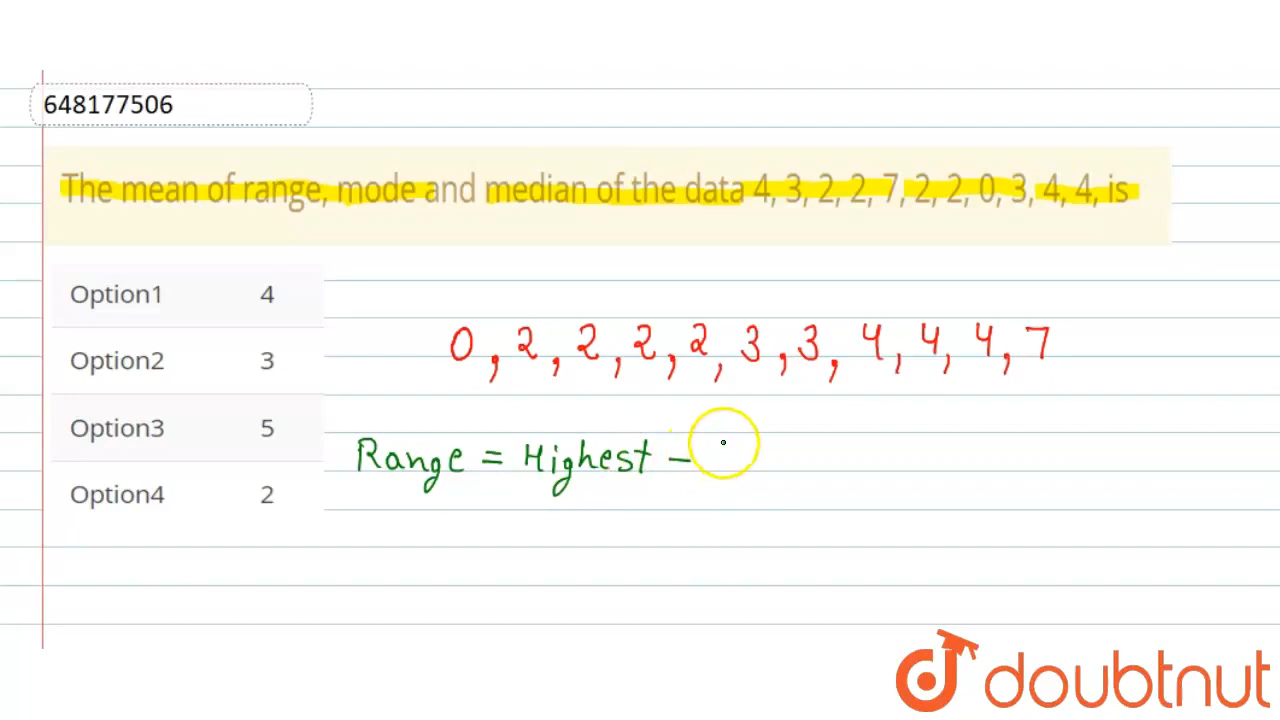 648177506
The mean of range, mode and median of the data 4, 3, 2, 2, 7, 2, 2, 0, 3, 4, 4, is
Option1 4
0, 2, 2, 2, 2, 3, 3, 4, 4, 4, 7
Option2 3
Option3 5
Range = Highest –
Option4 2
doubtnut